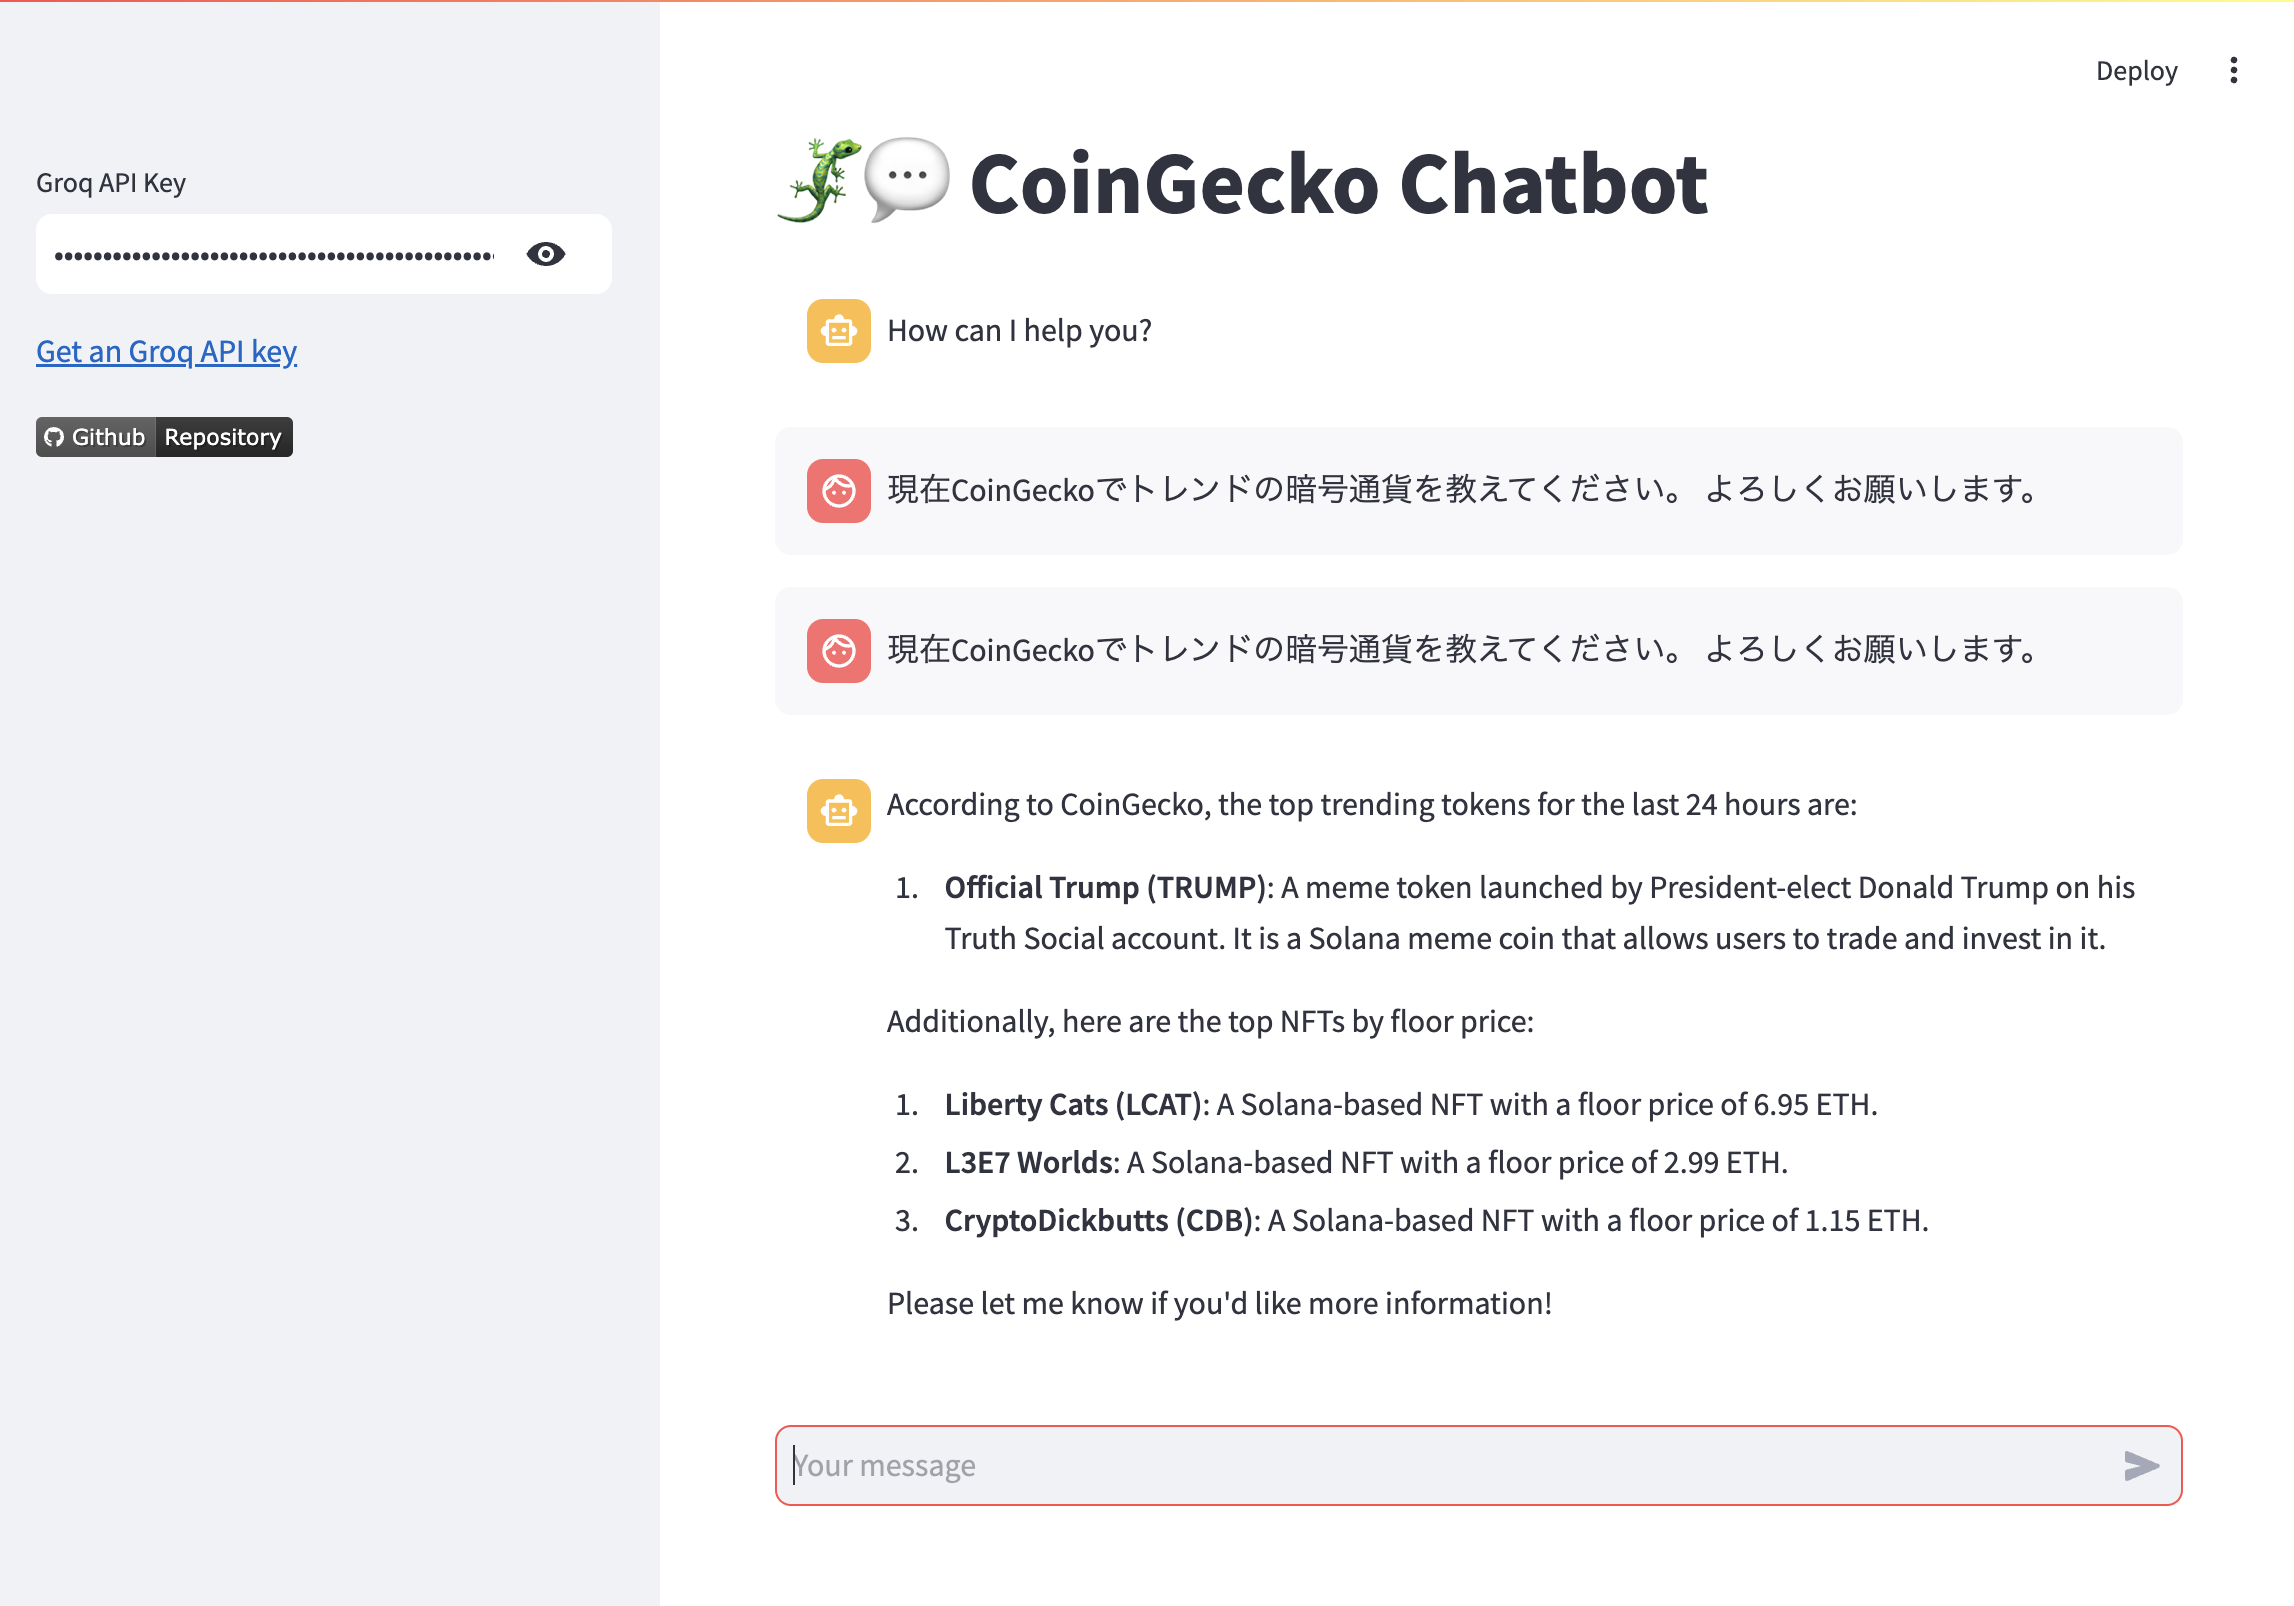 Deploy
Groq API Key
Get an Groq API key
Github Repository
CoinGecko Chatbot
How can I help you?
現在CoinGeckoでトレンドの暗号通貨を教えてください。 よろしくお願いします。
現在CoinGeckoでトレンドの暗号通貨を教えてください。 よろしくお願いします。
According to CoinGecko, the top trending tokens for the last 24 hours are:
1. Official Trump (TRUMP): A meme token launched by President-elect Donald Trump on his
Truth Social account. It is a Solana meme coin that allows users to trade and invest in it.
Additionally, here are the top NFTs by floor price:
1. Liberty Cats (LCAT): A Solana-based NFT with a floor price of 6.95 ETH.
2. L3E7 Worlds: A Solana-based NFT with a floor price of 2.99 ETH.
3. CryptoDickbutts (CDB): A Solana-based NFT with a floor price of 1.15 ETH.
Please let me know if you'd like more information!
Your message